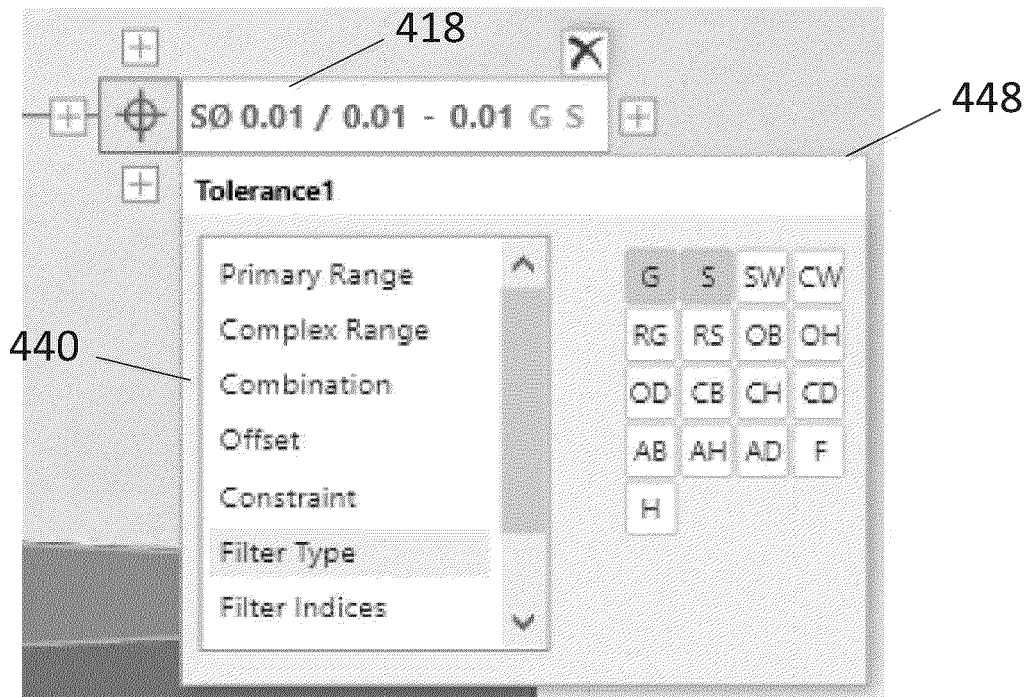 418
SØ 0.01 / 0.01 - 0.01 G S
448
Tolerance1
Primary Range
Complex Range
Combination
Offset
Constraint
Filter Type
Filter Indices
440
G S SW CW
RG RS OB OH
OD CB CH CD
AB AH AD F
H